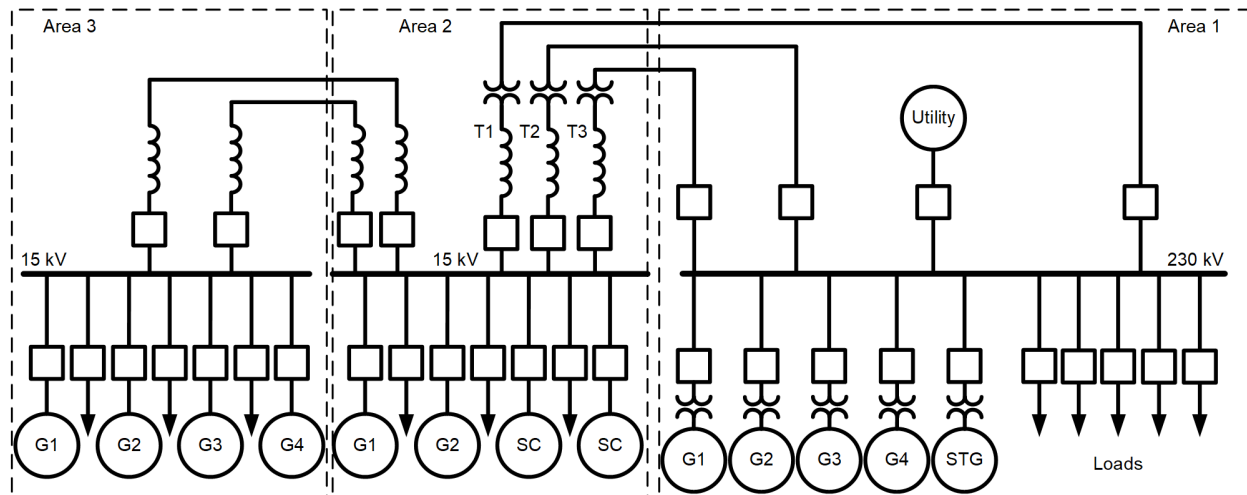 Area 3
Area 2
Area 1
Utility
T1
T2
T3
15 kV
15 kV
230 kV
G1
G2
G3
G4
G1
G2
SC
SC
G1
G2
G3
G4
STG
Loads